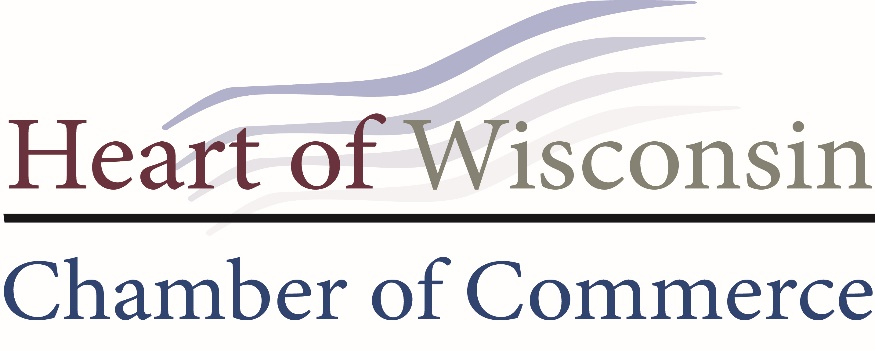 Heart of Wisconsin
Chamber of Commerce